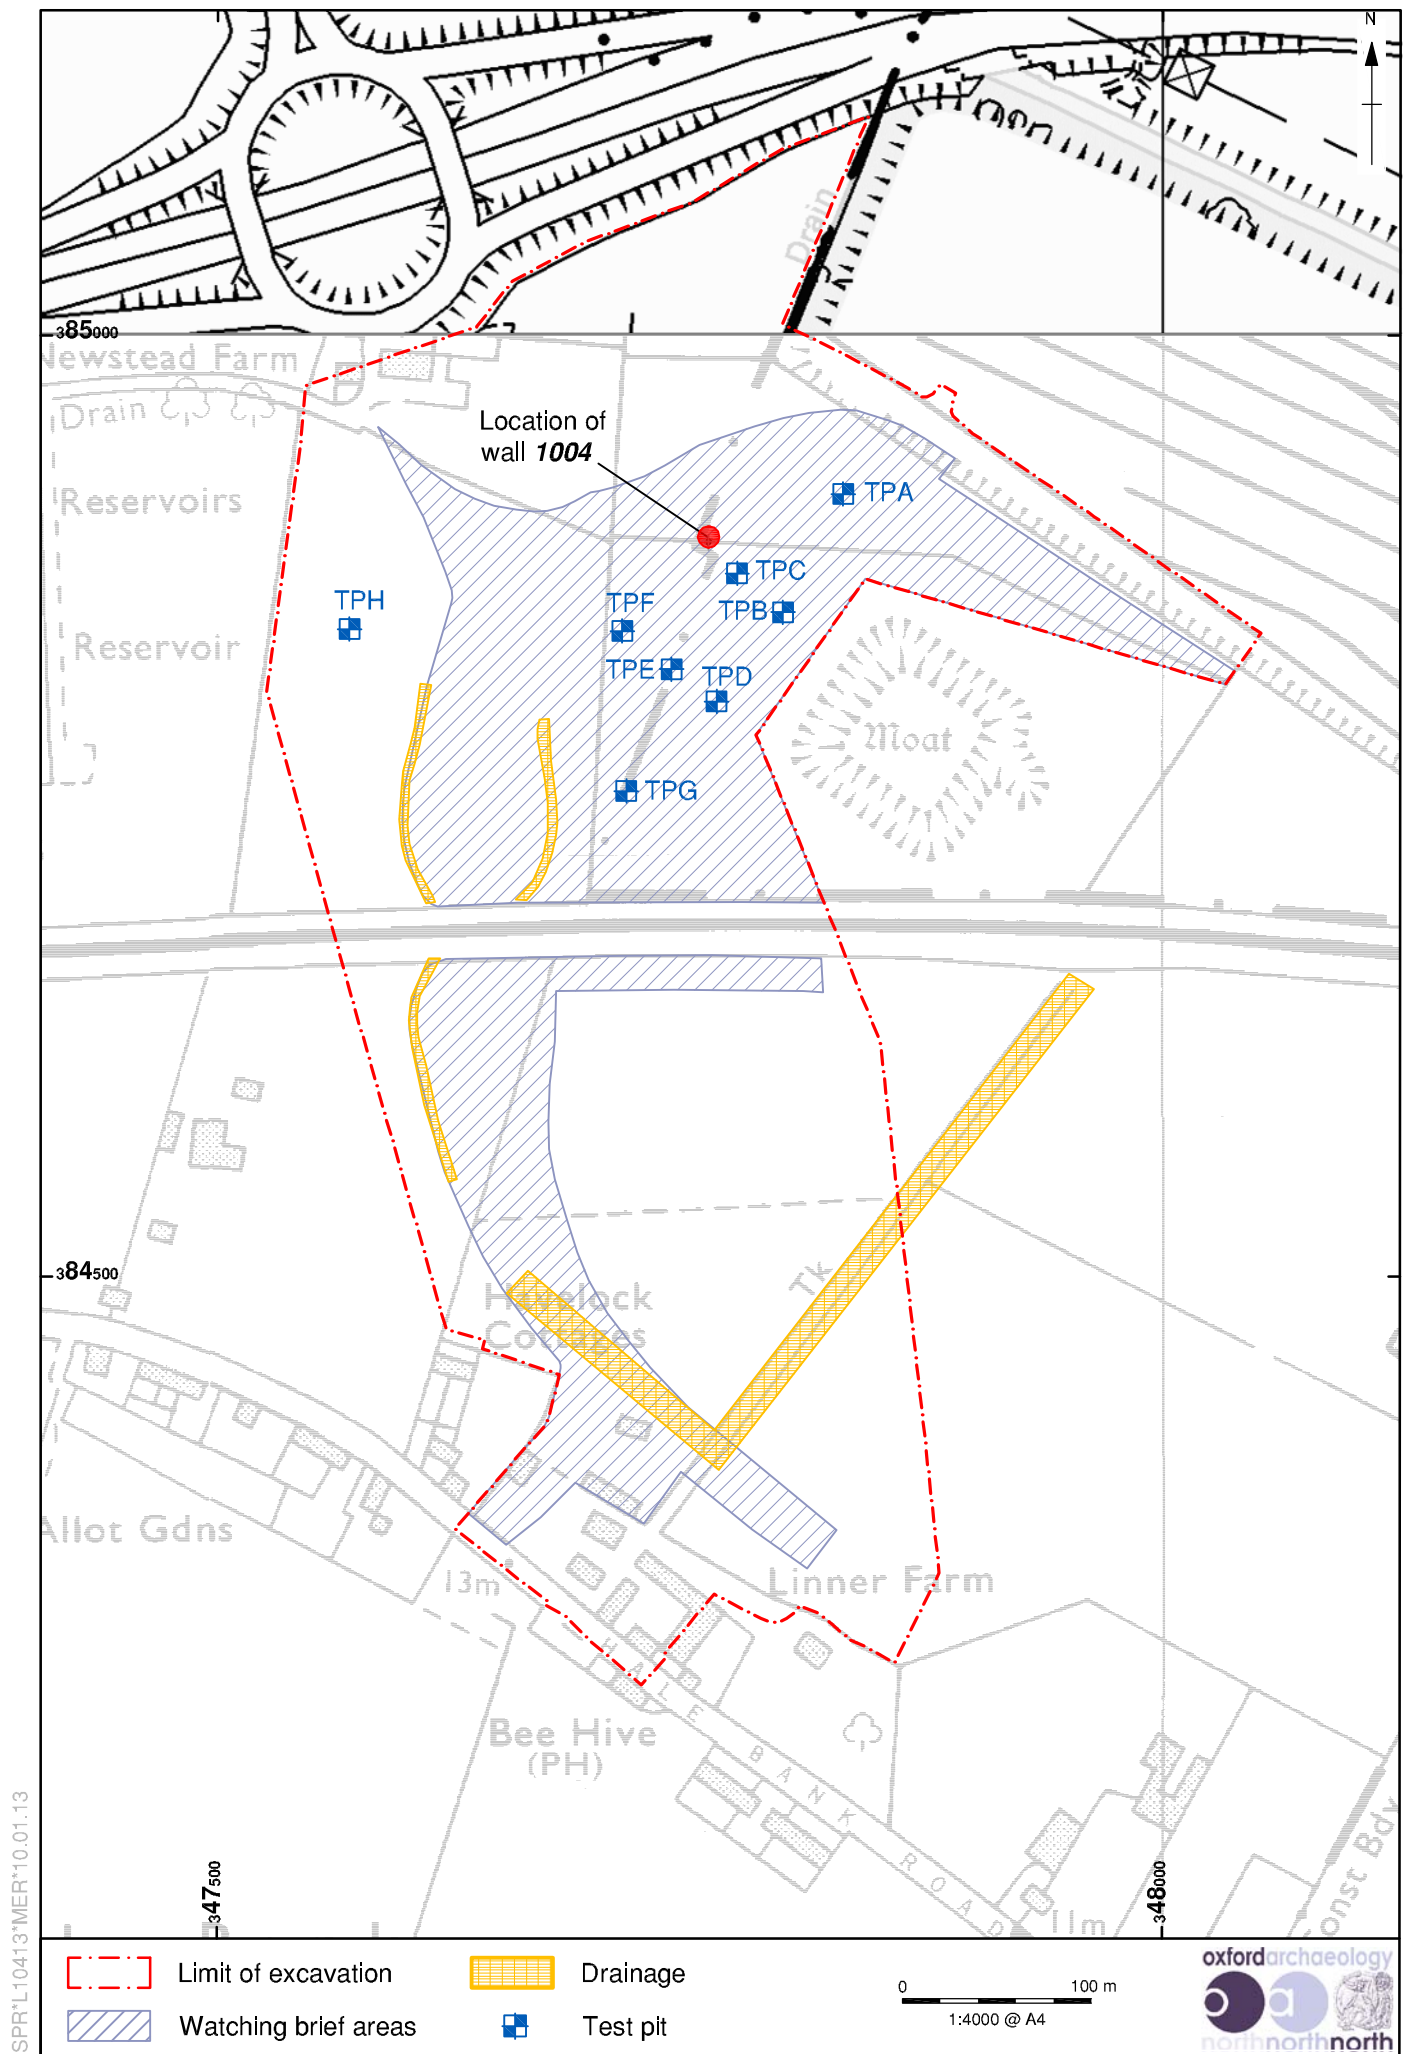 N
Drain
385000
Newstead Farm
Drain
Location of
wall 1004
Reservoirs
TPA
TPC
TPH
TPF
TPB
Reservoir
TPE
TPD
Moat
TPG
384500
Tk
Havelock
Cottages
Allot Gdns
13m
Linner Farm
HALE BANK ROAD
Bee Hive
(PH)
Const Bdy
347500
348000
11m
SPR*L10413*MER*10.01.13
Limit of excavation
Drainage
Watching brief areas
Test pit
0 100 m
1:4000 @ A4
oxfordarchaeology
oa
northnorthnorth